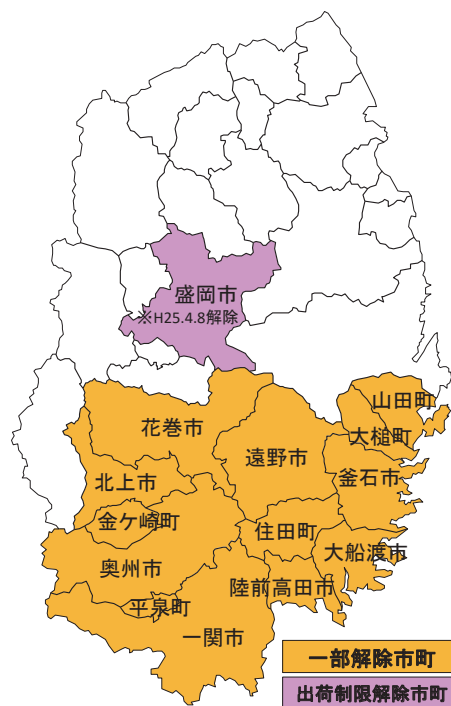 盛岡市
※H25.4.8解除
山田町
大槌町
花巻市
遠野市
釜石市
北上市
金ケ崎町
住田町
大船渡市
奥州市
陸前高田市
平泉町
一関市
一部解除市町
出荷制限解除市町